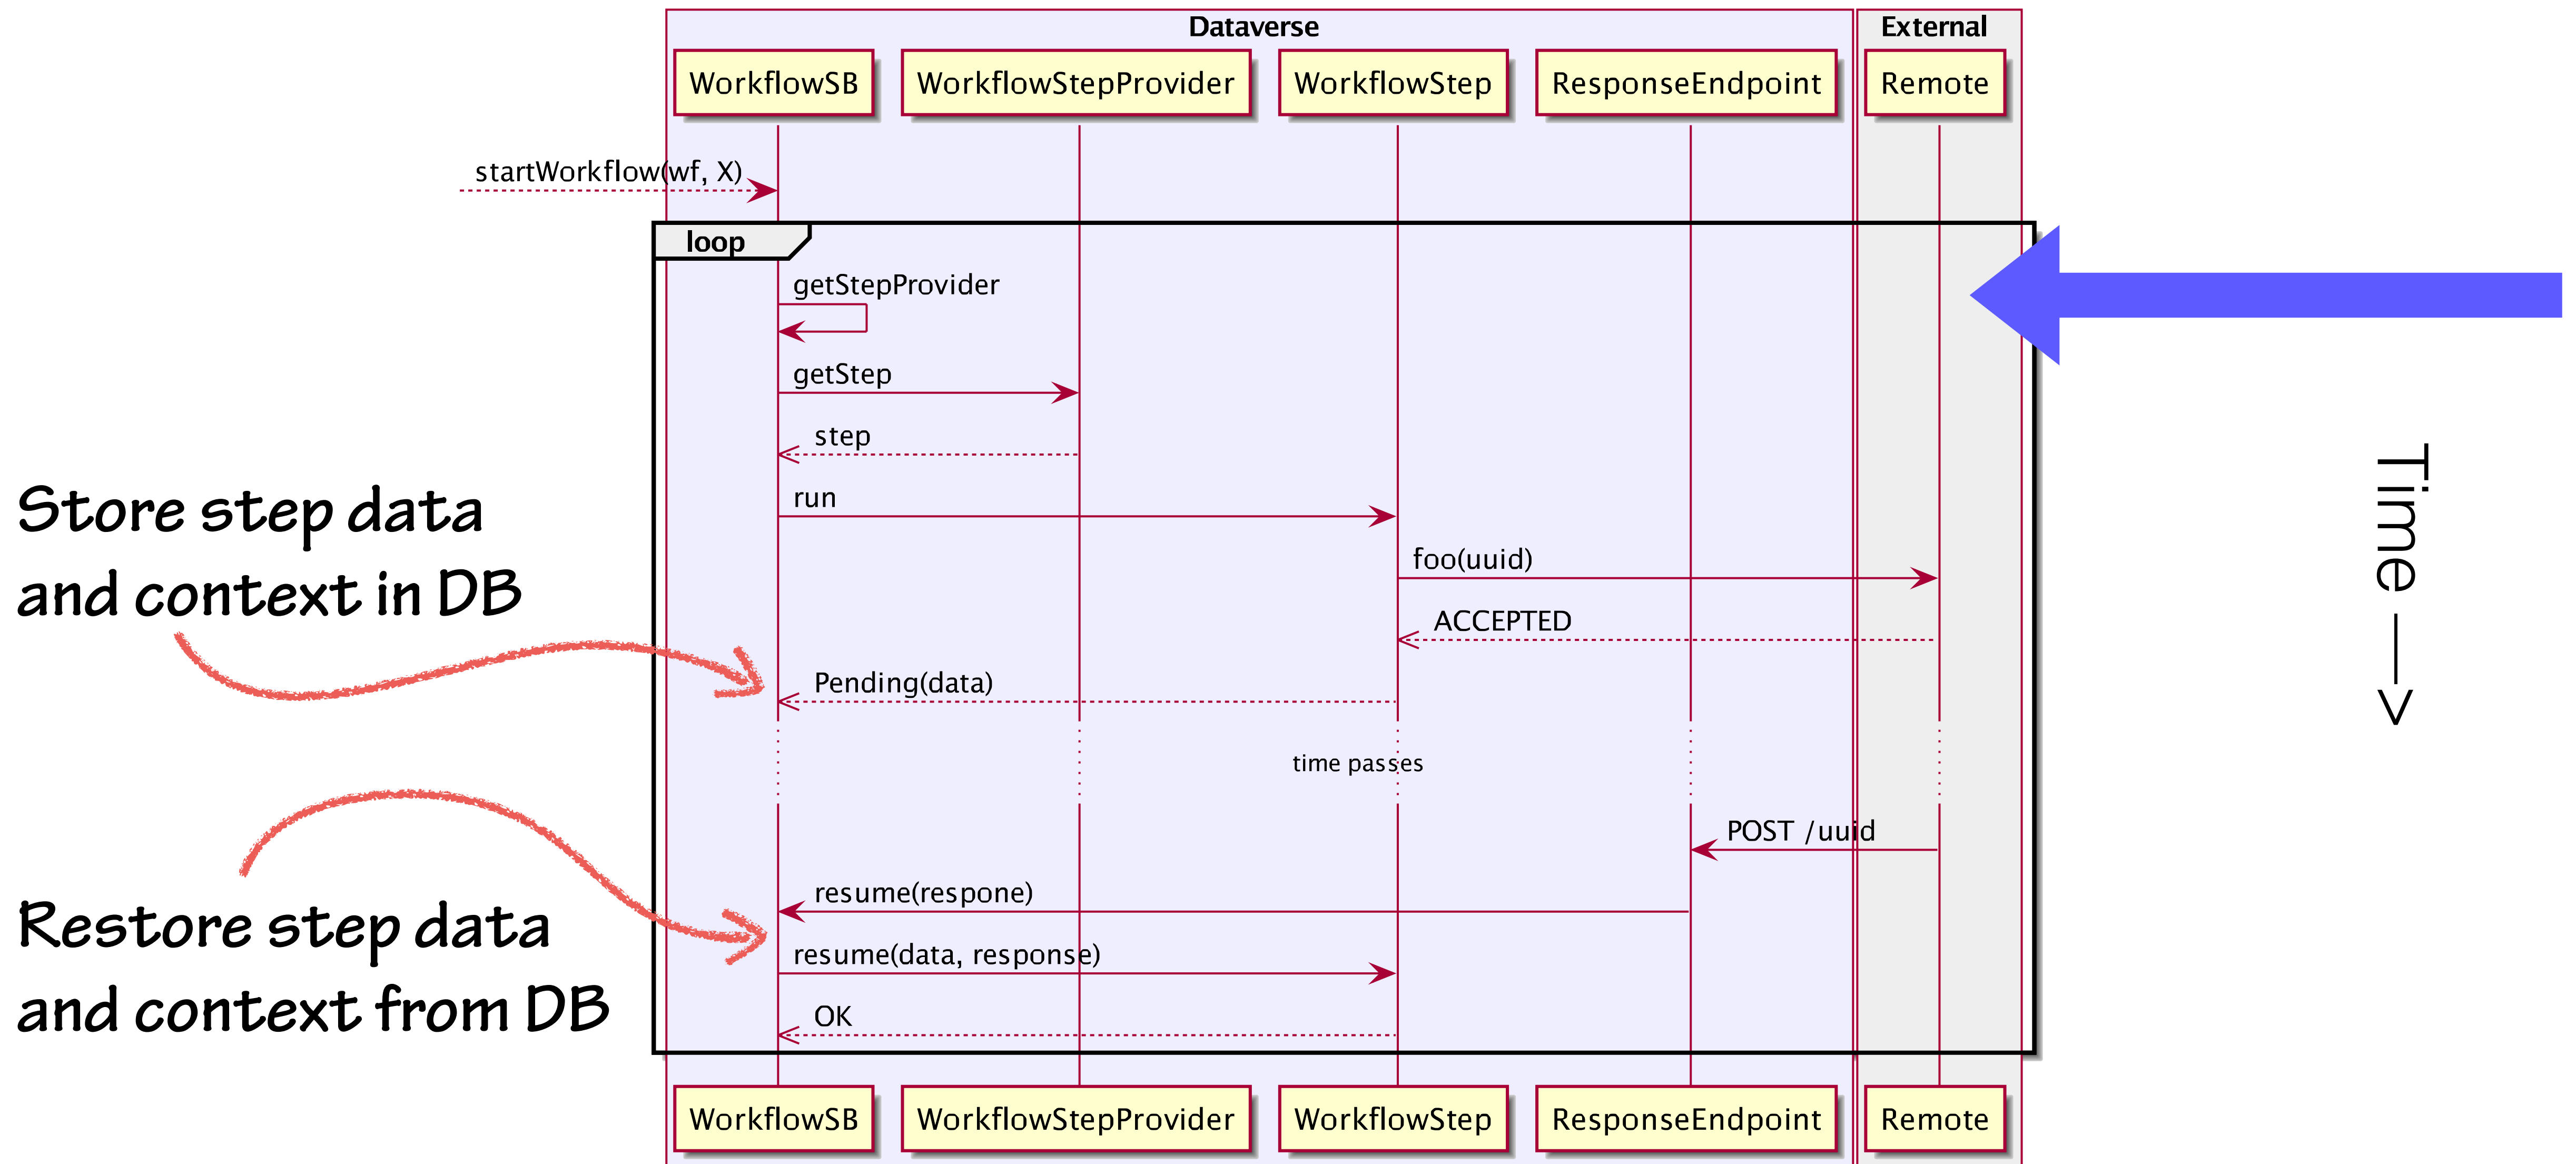 Dataverse
External
WorkflowSB
WorkflowStepProvider
WorkflowStep
ResponseEndpoint
Remote
startWorkflow(wf, X)
loop
getStepProvider
getStep
step
run
foo(uuid)
ACCEPTED
Pending(data)
time passes
POST /uuid
resume(respone)
resume(data, response)
OK
Store step data
and context in DB
Restore step data
and context from DB
Time —>
WorkflowSB
WorkflowStepProvider
WorkflowStep
ResponseEndpoint
Remote